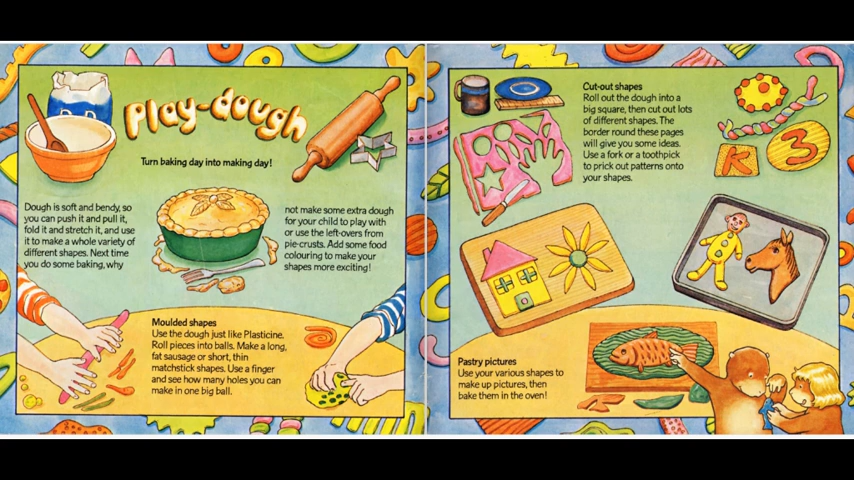 Play-dough
Turn baking day into making day!
Dough is soft and bendy, so
you can push it and pull it,
fold it and stretch it, and use
it to make a whole variety of
different shapes. Next time
you do some baking, why
not make some extra dough
for your child to play with
or use the left-overs from
pie-crusts. Add some food
colouring to make your
shapes more exciting!
Moulded shapes
Use the dough just like Plasticine.
Roll pieces into balls. Make a long,
fat sausage or short, thin
matchstick shapes. Use a finger
and see how many holes you can
make in one big ball.
Cut-out shapes
Roll out the dough into a
big square, then cut out lots
of different shapes. The
border round these pages
will give you some ideas.
Use a fork or a toothpick
to prick out patterns onto
your shapes.
K 3
Pastry pictures
Use your various shapes to
make up pictures, then
bake them in the oven!